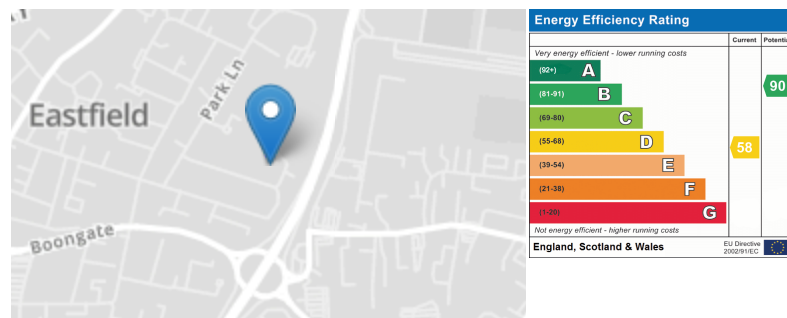 Park Ln
Eastfield
Boongate
Energy Efficiency Rating
Current
Very energy efficient - lower running costs
(92+) A
(81-91) B
90
(69-80) C
(55-68) D
58
(39-54) E
(21-38) F
(1-20) G
Not energy efficient - higher running costs
England, Scotland & Wales
EU Directive
2002/91/EC